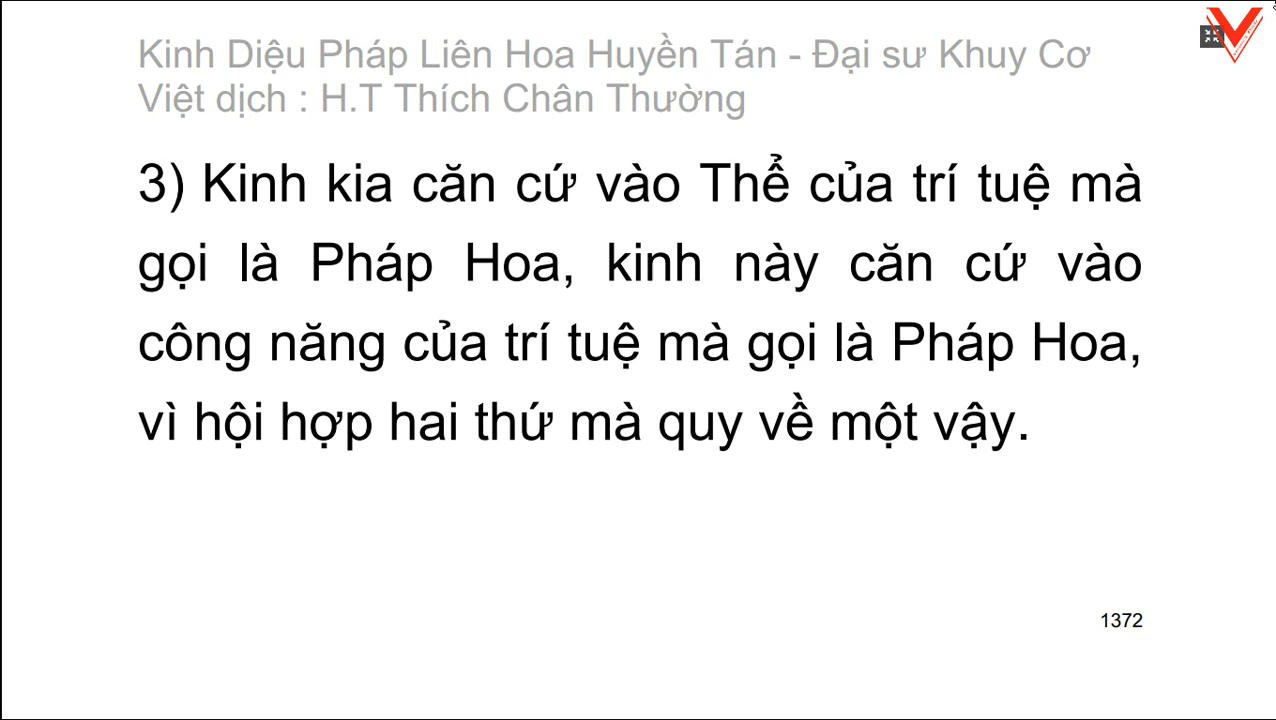 Kinh Diệu Pháp Liên Hoa Huyền Tán - Đại sư Khuy Cơ
Việt dịch : H.T Thích Chân Thường
3) Kinh kia căn cứ vào Thể của trí tuệ mà
gọi là Pháp Hoa, kinh này căn cứ vào
công năng của trí tuệ mà gọi là Pháp Hoa,
vì hội hợp hai thứ mà quy về một vậy.
1372